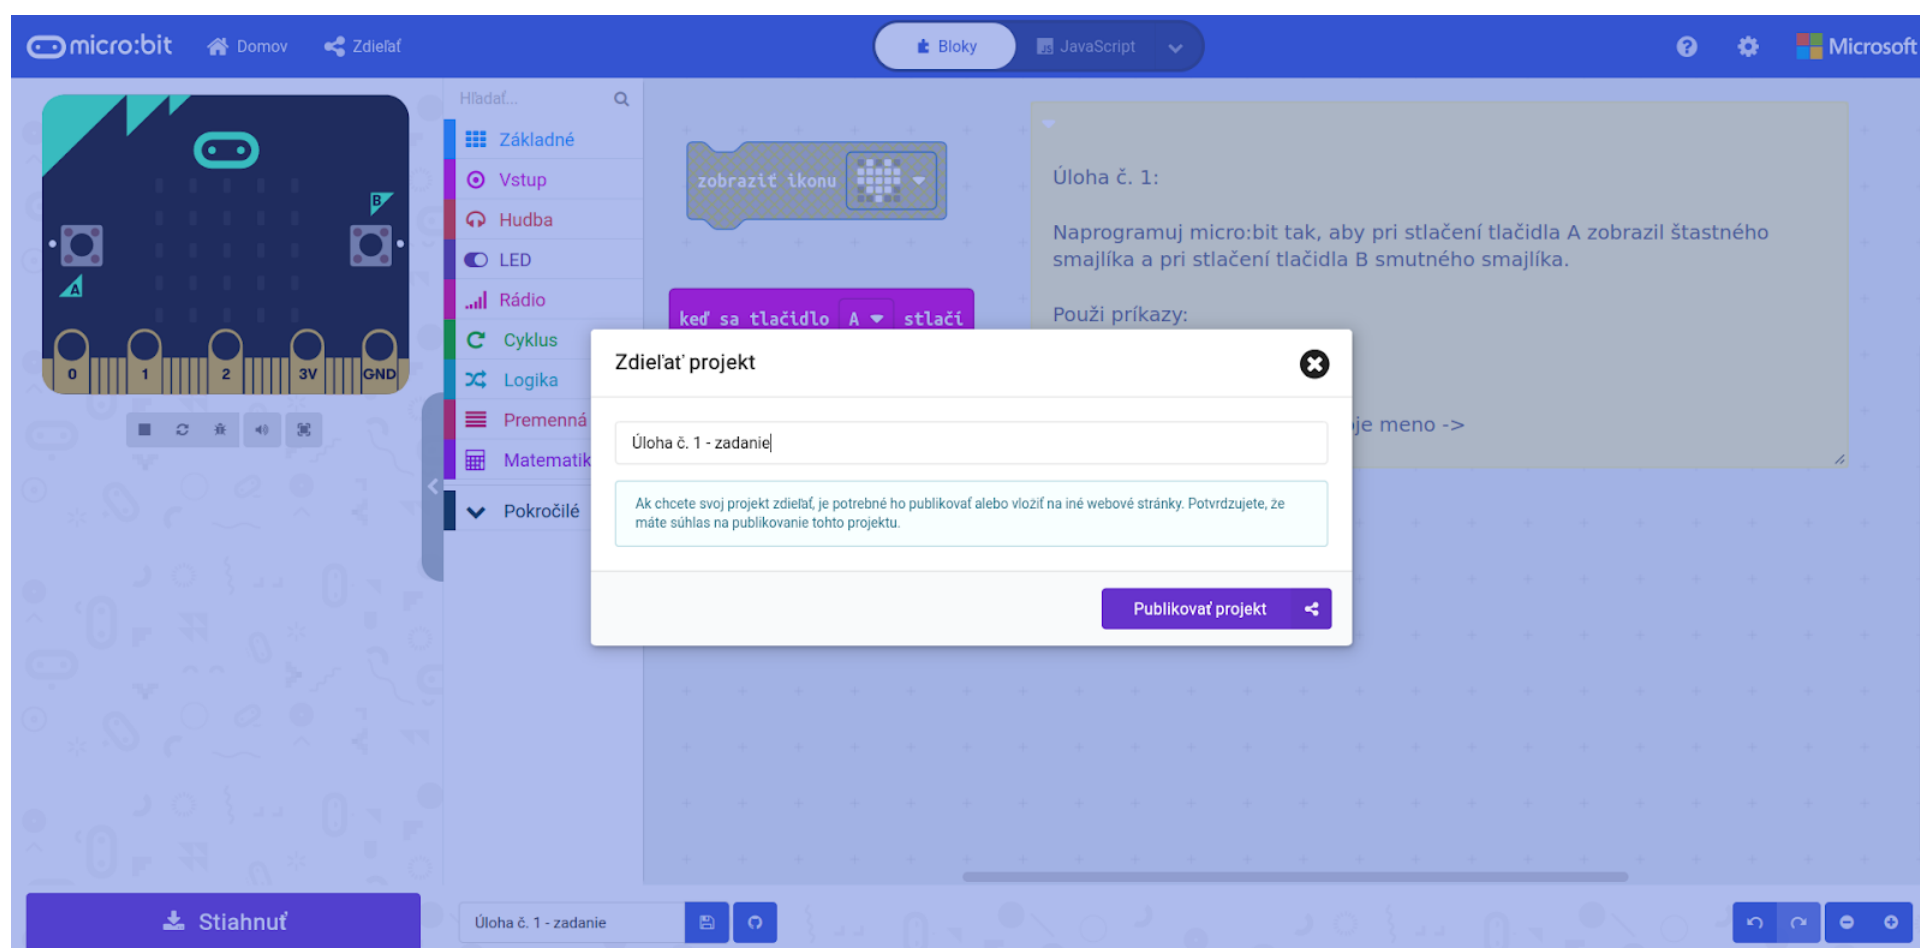 micro:bit
Domov
Zdieľať
Bloky
JavaScript
Microsoft
B
A
0 1 2 3V GND
Hľadať...
Základné
Vstup
Hudba
LED
Rádio
Cyklus
Logika
Premenná
Matematik
Pokročilé
zobraziť ikonu
keď sa tlačidlo A stlačí
Úloha č. 1:
Naprogramuj micro:bit tak, aby pri stlačení tlačidla A zobrazil štastného
smajlíka a pri stlačení tlačidla B smutného smajlíka.
Použi príkazy:
je meno ->
Zdieľať projekt
Úloha č. 1 - zadanie
Ak chcete svoj projekt zdieľať, je potrebné ho publikovať alebo vložiť na iné webové stránky. Potvrdzujete, že
máte súhlas na publikovanie tohto projektu.
Publikovať projekt
Stiahnuť
Úloha č. 1 - zadanie